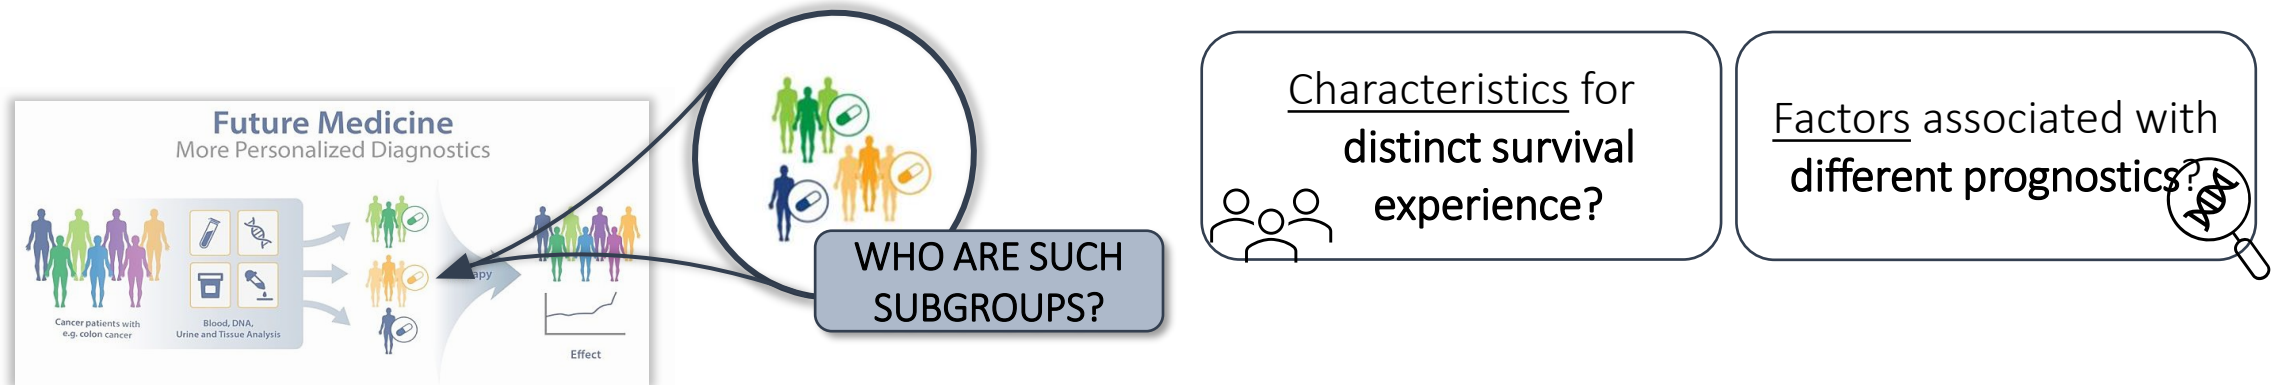 Future Medicine
More Personalized Diagnostics
Cancer patients with
e.g. colon cancer
Blood, DNA,
Urine and Tissue Analysis
Effect
WHO ARE SUCH
SUBGROUPS?
Characteristics for
distinct survival
experience?
Factors associated with
different prognostics?